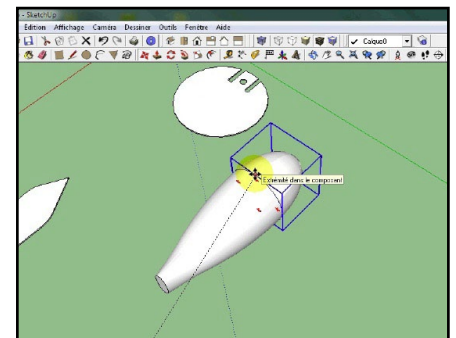 - SketchUp
Edition Affichage Caméra Dessiner Outils Fenêtre Aide
Calque0
Extrémité dans le composant